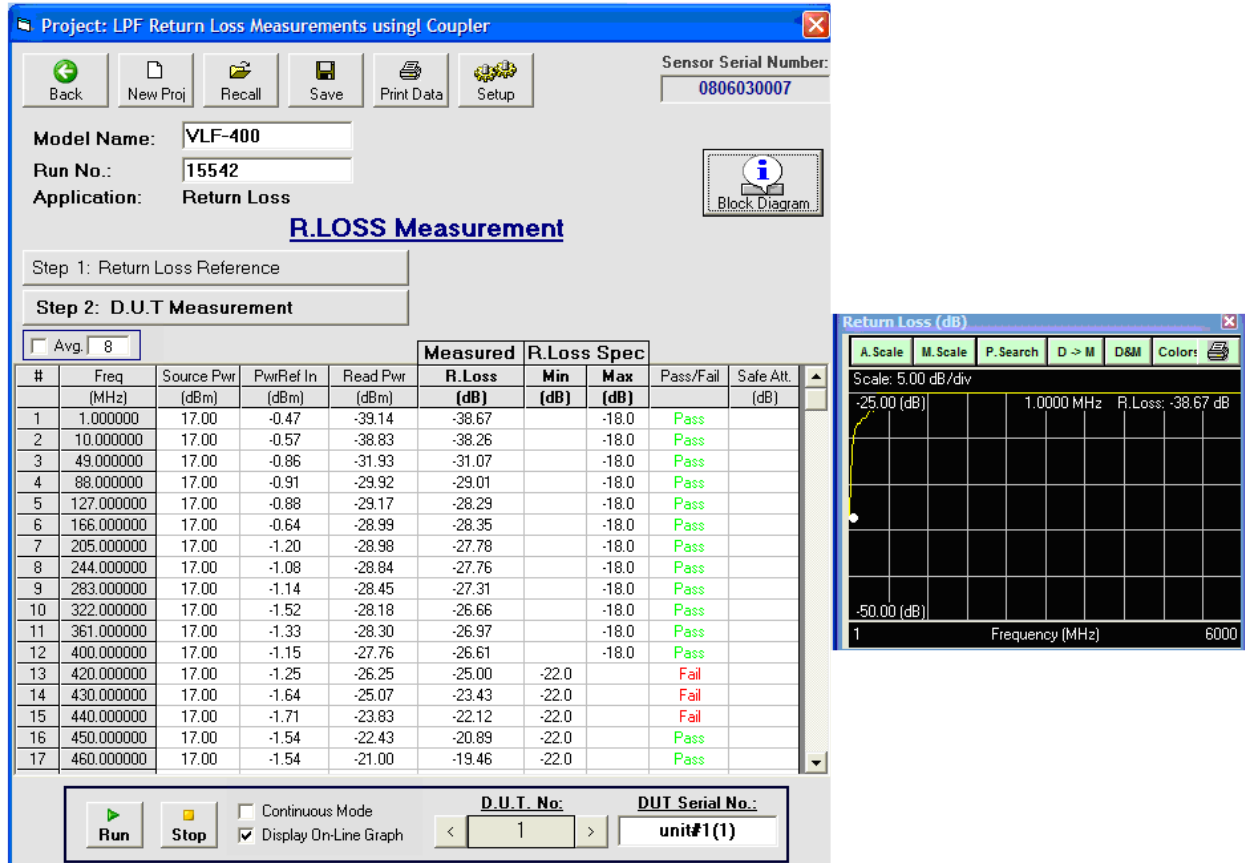 Project: LPF Return Loss Measurements usingl Coupler
Back New Proj Recall Save Print Data Setup
Sensor Serial Number:
0806030007
Model Name: VLF-400
Run No.: 15542
Application: Return Loss
Block Diagram
R.LOSS Measurement
Step 1: Return Loss Reference
Step 2: D.U.T Measurement
Avg. 8
Measured R.Loss Spec
# Freq Source Pwr PwrRef In Read Pwr R.Loss Min Max Pass/Fail Safe Att.
(MHz) (dBm) (dBm) (dBm) (dB) (dB) (dB) (dB)
1 1.000000 17.00 -0.47 -39.14 -38.67 -18.0 Pass
2 10.000000 17.00 -0.57 -38.83 -38.26 -18.0 Pass
3 49.000000 17.00 -0.86 -31.93 -31.07 -18.0 Pass
4 88.000000 17.00 -0.91 -29.92 -29.01 -18.0 Pass
5 127.000000 17.00 -0.88 -29.17 -28.29 -18.0 Pass
6 166.000000 17.00 -0.64 -28.99 -28.35 -18.0 Pass
7 205.000000 17.00 -1.20 -28.98 -27.78 -18.0 Pass
8 244.000000 17.00 -1.08 -28.84 -27.76 -18.0 Pass
9 283.000000 17.00 -1.14 -28.45 -27.31 -18.0 Pass
10 322.000000 17.00 -1.52 -28.18 -26.66 -18.0 Pass
11 361.000000 17.00 -1.33 -28.30 -26.97 -18.0 Pass
12 400.000000 17.00 -1.15 -27.76 -26.61 -18.0 Pass
13 420.000000 17.00 -1.25 -26.25 -25.00 -22.0 Fail
14 430.000000 17.00 -1.64 -25.07 -23.43 -22.0 Fail
15 440.000000 17.00 -1.71 -23.83 -22.12 -22.0 Fail
16 450.000000 17.00 -1.54 -22.43 -20.89 -22.0 Pass
17 460.000000 17.00 -1.54 -21.00 -19.46 -22.0 Pass
Run Stop
Continuous Mode
Display On-Line Graph
D.U.T. No:
< 1 >
DUT Serial No.:
unit#1(1)
Return Loss (dB)
A.Scale M.Scale P.Search D -> M D&M Colors
Scale: 5.00 dB/div
-25.00 (dB) 1.0000 MHz R.Loss: -38.67 dB
-50.00 (dB)
1 Frequency (MHz) 6000